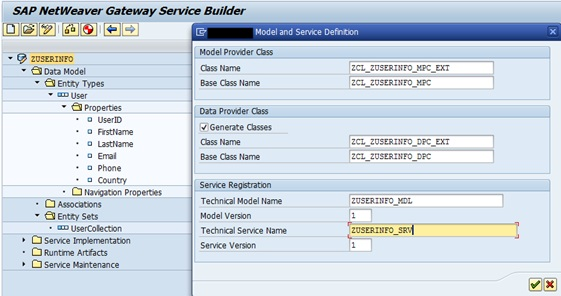 SAP NetWeaver Gateway Service Builder
ZUSERINFO
Data Model
Entity Types
User
Properties
UserID
FirstName
LastName
Email
Phone
Country
Navigation Properties
Associations
Entity Sets
UserCollection
Service Implementation
Runtime Artifacts
Service Maintenance
Model and Service Definition
Model Provider Class
Class Name ZCL_ZUSERINFO_MPC_EXT
Base Class Name ZCL_ZUSERINFO_MPC
Data Provider Class
Generate Classes
Class Name ZCL_ZUSERINFO_DPC_EXT
Base Class Name ZCL_ZUSERINFO_DPC
Service Registration
Technical Model Name ZUSERINFO_MDL
Model Version 1
Technical Service Name ZUSERINFO_SRV
Service Version 1